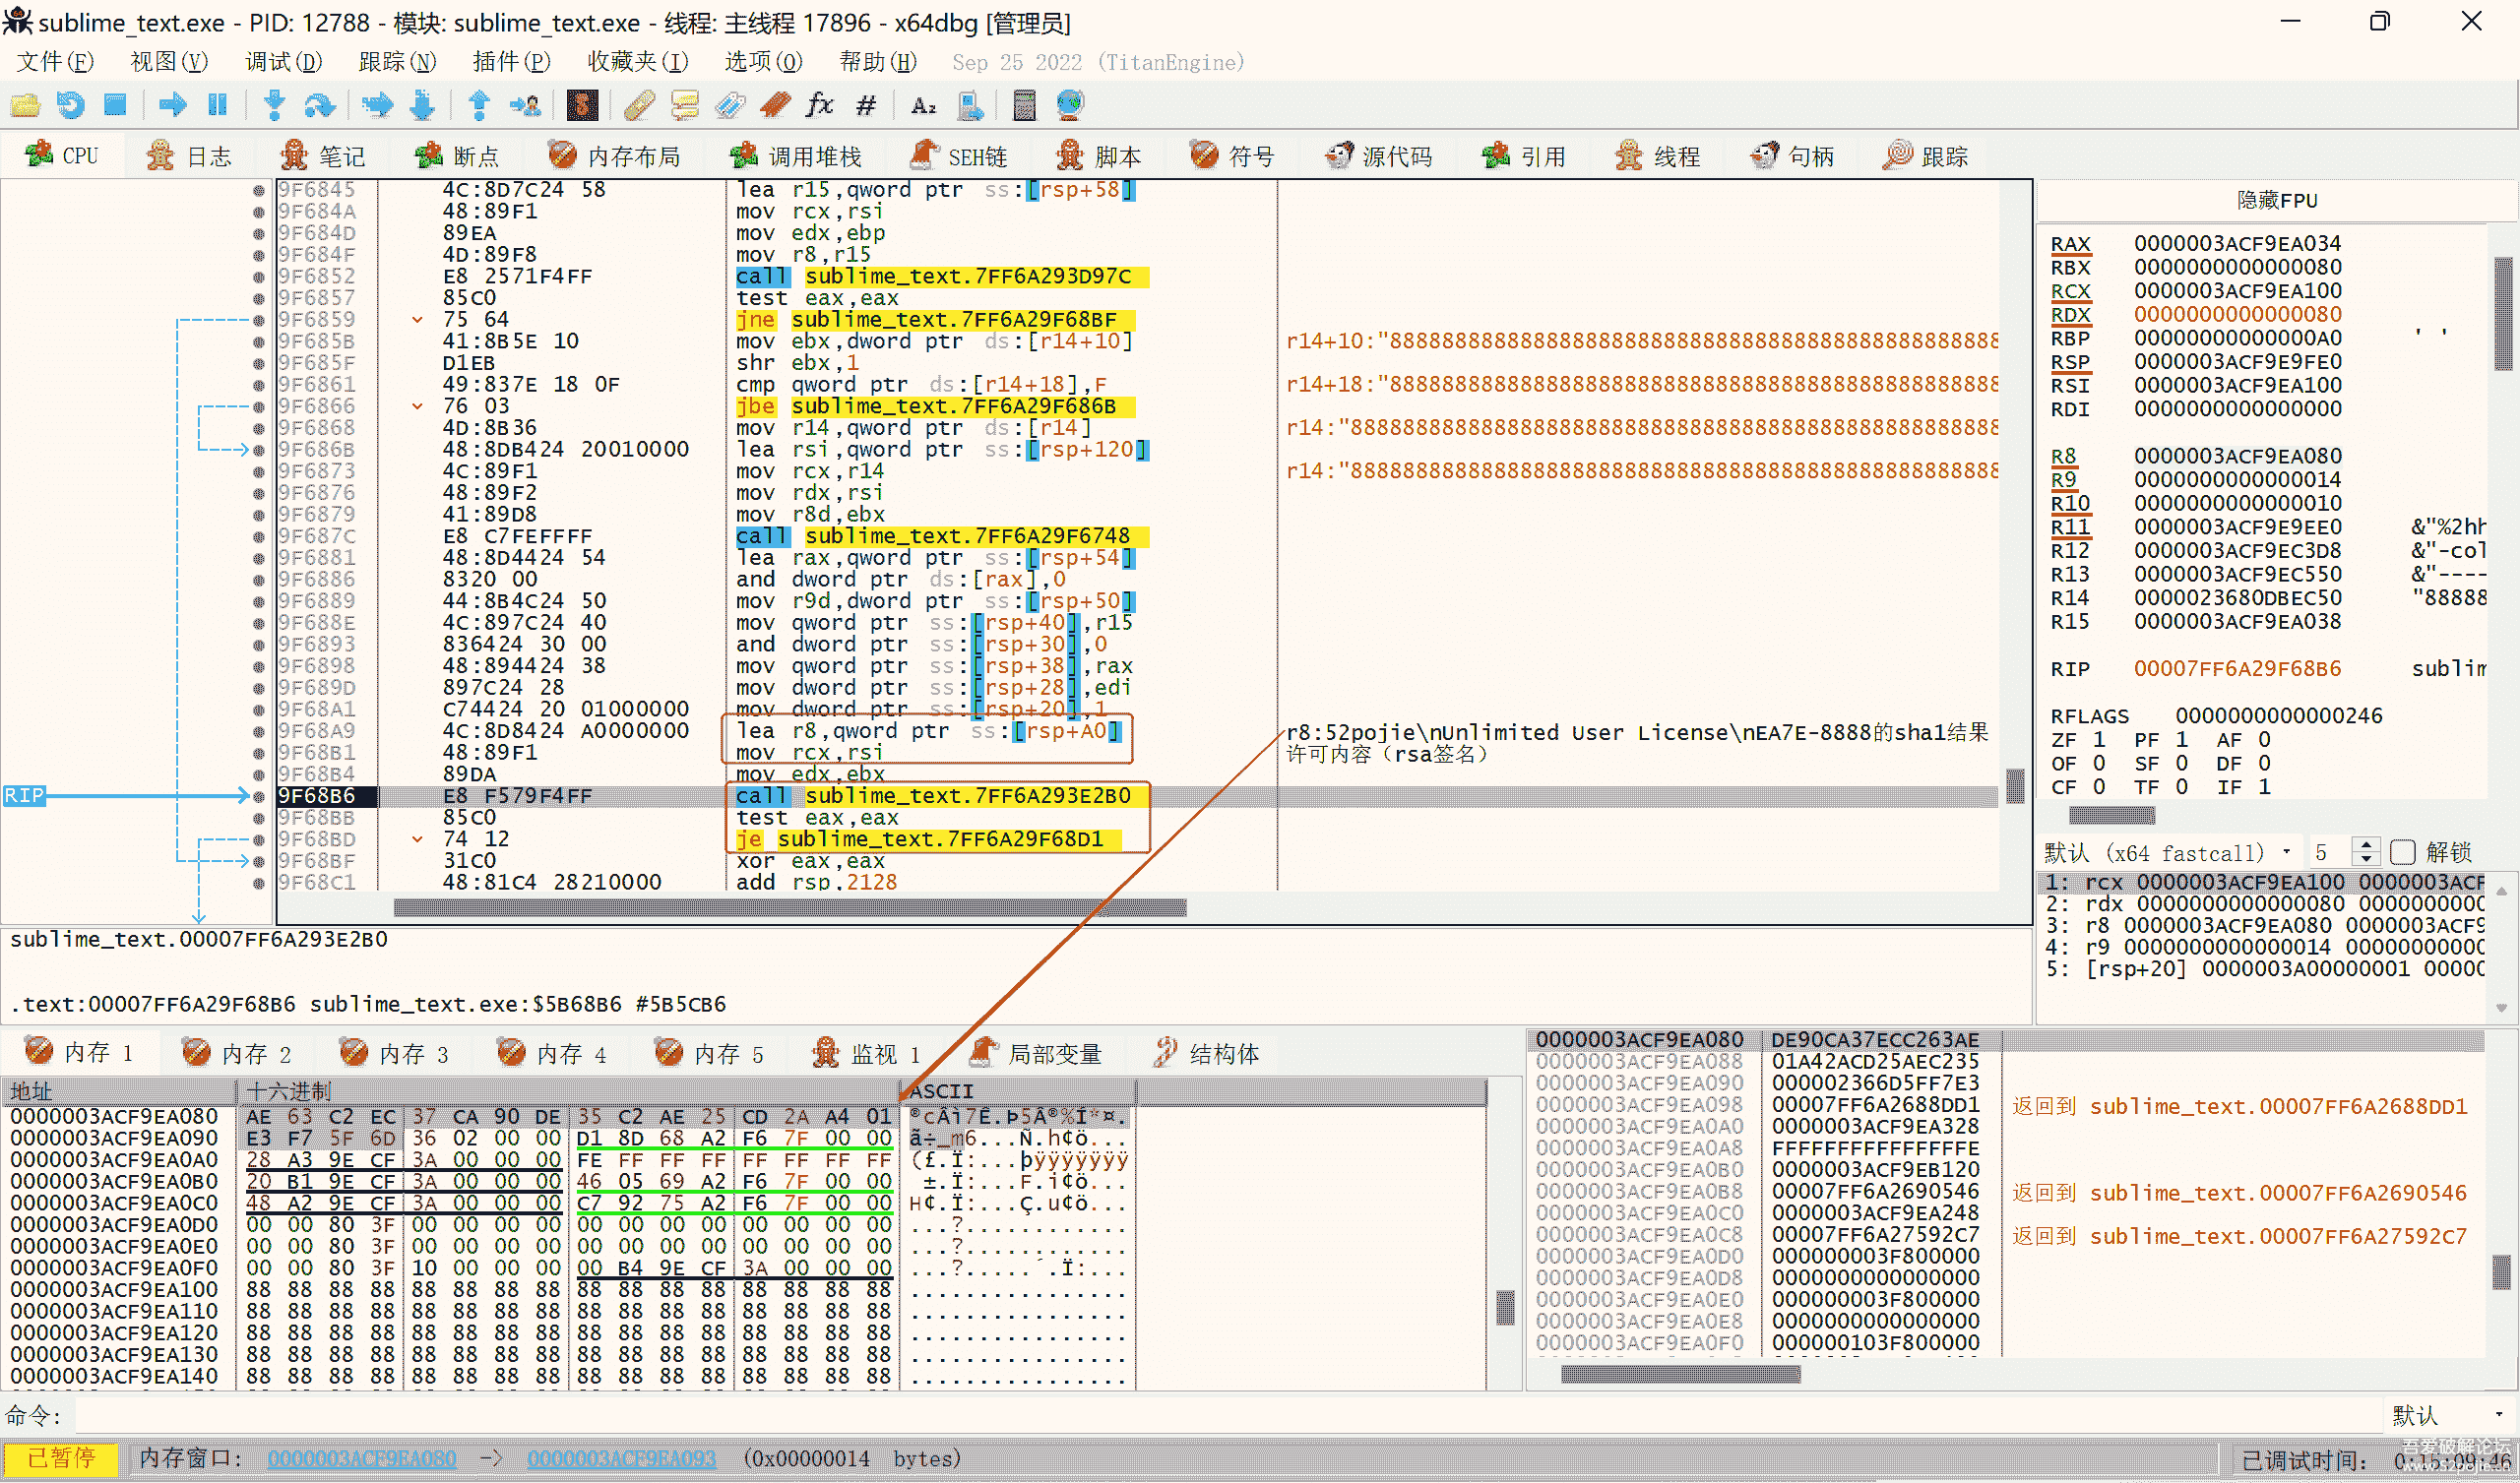 sublime_text.exe - PID: 12788 - 模块: sublime_text.exe - 线程: 主线程 17896 - x64dbg [管理员]
文件(F) 视图(V) 调试(D) 跟踪(N) 插件(P) 收藏夹(I) 选项(O) 帮助(H) Sep 25 2022 (TitanEngine)
CPU 日志 笔记 断点 内存布局 调用堆栈 SEH链 脚本 符号 源代码 引用 线程 句柄 跟踪
9F6845 4C:8D7C24 58 lea r15,qword ptr ss:[rsp+58]
9F684A 48:89F1 mov rcx,rsi
9F684D 89EA mov edx,ebp
9F684F 4D:89F8 mov r8,r15
9F6852 E8 2571F4FF call sublime_text.7FF6A293D97C
9F6857 85C0 test eax,eax
9F6859 75 64 jne sublime_text.7FF6A29F68BF
9F685B 41:8B5E 10 mov ebx,dword ptr ds:[r14+10]
9F685F D1EB shr ebx,1
9F6861 49:837E 18 0F cmp qword ptr ds:[r14+18],F
9F6866 76 03 jbe sublime_text.7FF6A29F686B
9F6868 4D:8B36 mov r14,qword ptr ds:[r14]
9F686B 48:8DB424 20010000 lea rsi,qword ptr ss:[rsp+120]
9F6873 4C:89F1 mov rcx,r14
9F6876 48:89F2 mov rdx,rsi
9F6879 41:89D8 mov r8d,ebx
9F687C E8 C7FEFFFF call sublime_text.7FF6A29F6748
9F6881 48:8D4424 54 lea rax,qword ptr ss:[rsp+54]
9F6886 8320 00 and dword ptr ds:[rax],0
9F6889 44:8B4C24 50 mov r9d,dword ptr ss:[rsp+50]
9F688E 4C:897C24 40 mov qword ptr ss:[rsp+40],r15
9F6893 836424 30 00 and dword ptr ss:[rsp+30],0
9F6898 48:894424 38 mov qword ptr ss:[rsp+38],rax
9F689D 897C24 28 mov dword ptr ss:[rsp+28],edi
9F68A1 C74424 20 01000000 mov dword ptr ss:[rsp+20],1
9F68A9 4C:8D8424 A0000000 lea r8,qword ptr ss:[rsp+A0]
9F68B1 48:89F1 mov rcx,rsi
9F68B4 89DA mov edx,ebx
RIP 9F68B6 E8 F579F4FF call sublime_text.7FF6A293E2B0
9F68BB 85C0 test eax,eax
9F68BD 74 12 je sublime_text.7FF6A29F68D1
9F68BF 31C0 xor eax,eax
9F68C1 48:81C4 28210000 add rsp,2128
r14+10:"88888888888888888888888888888888888888888888888
r14+18:"88888888888888888888888888888888888888888888888
r14:"88888888888888888888888888888888888888888888888888
r14:"88888888888888888888888888888888888888888888888888
r8:52pojie\nUnlimited User License\nEA7E-8888的sha1结果
许可内容（rsa签名）
隐藏FPU
RAX 0000003ACF9EA034
RBX 0000000000000080
RCX 0000003ACF9EA100
RDX 0000000000000080
RBP 00000000000000A0 ' '
RSP 0000003ACF9E9FE0
RSI 0000003ACF9EA100
RDI 0000000000000000
R8 0000003ACF9EA080
R9 0000000000000014
R10 0000000000000010
R11 0000003ACF9E9EE0 &"%2hh
R12 0000003ACF9EC3D8 &"-col
R13 0000003ACF9EC550 &"----
R14 0000023680DBEC50 "88888
R15 0000003ACF9EA038
RIP 00007FF6A29F68B6 sublim
RFLAGS 0000000000000246
ZF 1 PF 1 AF 0
OF 0 SF 0 DF 0
CF 0 TF 0 IF 1
默认 (x64 fastcall) 5 解锁
1: rcx 0000003ACF9EA100 0000003ACF
2: rdx 0000000000000080 0000000000
3: r8 0000003ACF9EA080 0000003ACF9
4: r9 0000000000000014 00000000000
5: [rsp+20] 0000003A00000001 00000
sublime_text.00007FF6A293E2B0
.text:00007FF6A29F68B6 sublime_text.exe:$5B68B6 #5B5CB6
内存 1 内存 2 内存 3 内存 4 内存 5 监视 1 局部变量 结构体
地址 十六进制 ASCII
0000003ACF9EA080 AE 63 C2 EC 37 CA 90 DE 35 C2 AE 25 CD 2A A4 01 ®cÂì7Ê.Þ5Â®%Í*¤.
0000003ACF9EA090 E3 F7 5F 6D 36 02 00 00 D1 8D 68 A2 F6 7F 00 00 ã÷_m6...Ñ.h¢ö...
0000003ACF9EA0A0 28 A3 9E CF 3A 00 00 00 FE FF FF FF FF FF FF FF (£.Ï:...þÿÿÿÿÿÿÿ
0000003ACF9EA0B0 20 B1 9E CF 3A 00 00 00 46 05 69 A2 F6 7F 00 00 ±.Ï:...F.i¢ö...
0000003ACF9EA0C0 48 A2 9E CF 3A 00 00 00 C7 92 75 A2 F6 7F 00 00 H¢.Ï:...Ç.u¢ö...
0000003ACF9EA0D0 00 00 80 3F 00 00 00 00 00 00 00 00 00 00 00 00 ...?............
0000003ACF9EA0E0 00 00 80 3F 00 00 00 00 00 00 00 00 00 00 00 00 ...?............
0000003ACF9EA0F0 00 00 80 3F 10 00 00 00 00 B4 9E CF 3A 00 00 00 ...?.....´.Ï:...
0000003ACF9EA100 88 88 88 88 88 88 88 88 88 88 88 88 88 88 88 88 ................
0000003ACF9EA110 88 88 88 88 88 88 88 88 88 88 88 88 88 88 88 88 ................
0000003ACF9EA120 88 88 88 88 88 88 88 88 88 88 88 88 88 88 88 88 ................
0000003ACF9EA130 88 88 88 88 88 88 88 88 88 88 88 88 88 88 88 88 ................
0000003ACF9EA140 88 88 88 88 88 88 88 88 88 88 88 88 88 88 88 88 ................
0000003ACF9EA080 DE90CA37ECC263AE
0000003ACF9EA088 01A42ACD25AEC235
0000003ACF9EA090 000002366D5FF7E3
0000003ACF9EA098 00007FF6A2688DD1 返回到 sublime_text.00007FF6A2688DD1
0000003ACF9EA0A0 0000003ACF9EA328
0000003ACF9EA0A8 FFFFFFFFFFFFFFFE
0000003ACF9EA0B0 0000003ACF9EB120
0000003ACF9EA0B8 00007FF6A2690546 返回到 sublime_text.00007FF6A2690546
0000003ACF9EA0C0 0000003ACF9EA248
0000003ACF9EA0C8 00007FF6A27592C7 返回到 sublime_text.00007FF6A27592C7
0000003ACF9EA0D0 000000003F800000
0000003ACF9EA0D8 0000000000000000
0000003ACF9EA0E0 000000003F800000
0000003ACF9EA0E8 0000000000000000
0000003ACF9EA0F0 000000103F800000
命令: 默认
已暂停 内存窗口: 0000003ACF9EA080 -> 0000003ACF9EA093 (0x00000014 bytes) 已调试时间: 0:15:09:46
吾爱破解论坛